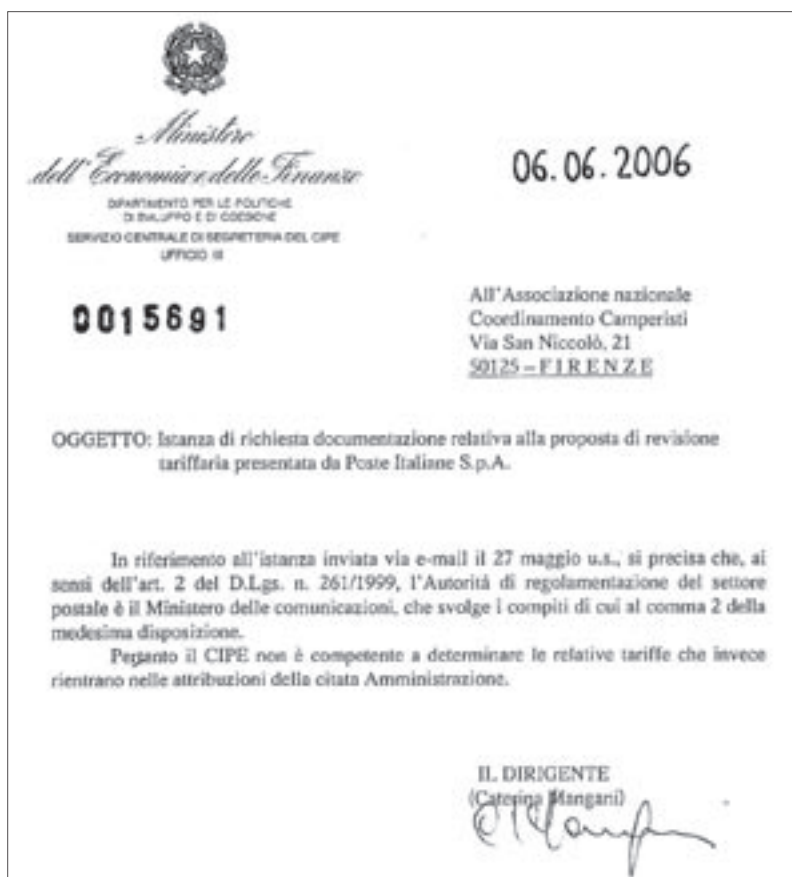 Ministero
dell'Economia e delle Finanze
DIPARTIMENTO PER LE POLITICHE
DI SVILUPPO E DI COESIONE
SERVIZIO CENTRALE DI SEGRETERIA DEL CIPE
UFFICIO III
06.06.2006
0015691
All'Associazione nazionale
Coordinamento Camperisti
Via San Niccolò, 21
50125 – F I R E N Z E
OGGETTO: Istanza di richiesta documentazione relativa alla proposta di revisione
tariffaria presentata da Poste Italiane S.p.A.
In riferimento all'istanza inviata via e-mail il 27 maggio u.s., si precisa che, ai
sensi dell'art. 2 del D.Lgs. n. 261/1999, l'Autorità di regolamentazione del settore
postale è il Ministero delle comunicazioni, che svolge i compiti di cui al comma 2 della
medesima disposizione.
Pertanto il CIPE non è competente a determinare le relative tariffe che invece
rientrano nelle attribuzioni della citata Amministrazione.
IL DIRIGENTE
(Caterina Mangani)